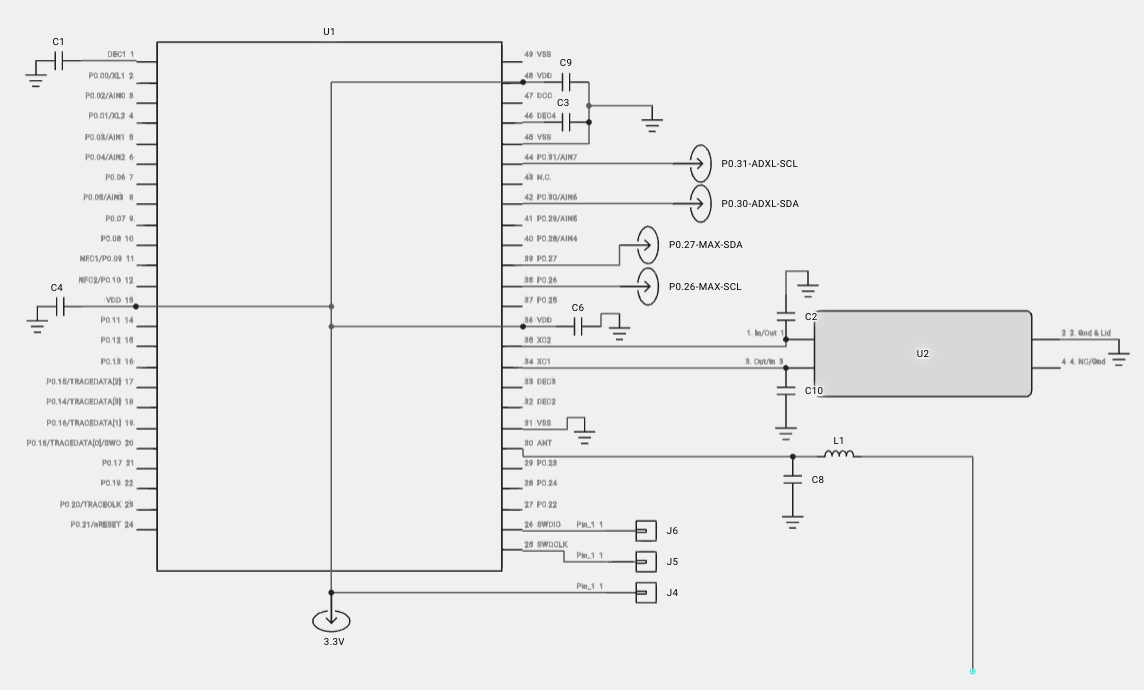 U1
C1
DEC1 1
P0.00/XL1 2
P0.02/AIN0 3
P0.01/XL2 4
P0.03/AIN1 5
P0.04/AIN2 6
P0.06 7
P0.05/AIN3 8
P0.07 9
P0.08 10
NFC1/P0.09 11
NFC2/P0.10 12
C4
VDD 13
P0.11 14
P0.12 15
P0.13 16
P0.15/TRACEDATA[2] 17
P0.14/TRACEDATA[3] 18
P0.16/TRACEDATA[1] 19
P0.18/TRACEDATA[0]/SWO 20
P0.17 21
P0.19 22
P0.20/TRACECLK 23
P0.21/nRESET 24
49 VSS
48 VDD
C9
47 DCC
C3
46 DEC4
45 VSS
44 P0.31/AIN7
P0.31-ADXL-SCL
43 N.C.
42 P0.30/AIN6
P0.30-ADXL-SDA
41 P0.29/AIN5
40 P0.28/AIN4
P0.27-MAX-SDA
39 P0.27
38 P0.26
P0.26-MAX-SCL
37 P0.25
36 VDD
C6
35 XC2
34 XC1
33 DEC3
32 DEC2
31 VSS
30 ANT
29 P0.23
28 P0.24
27 P0.22
26 SWDIO
Pin_1 1
J6
25 SWDCLK
Pin_1 1
J5
Pin_1 1
J4
3.3V
C2
1. In/Out 1
3. Out/In 3
C10
U2
2 2. Gnd & Lid
4 4. NC/Gnd
L1
C8